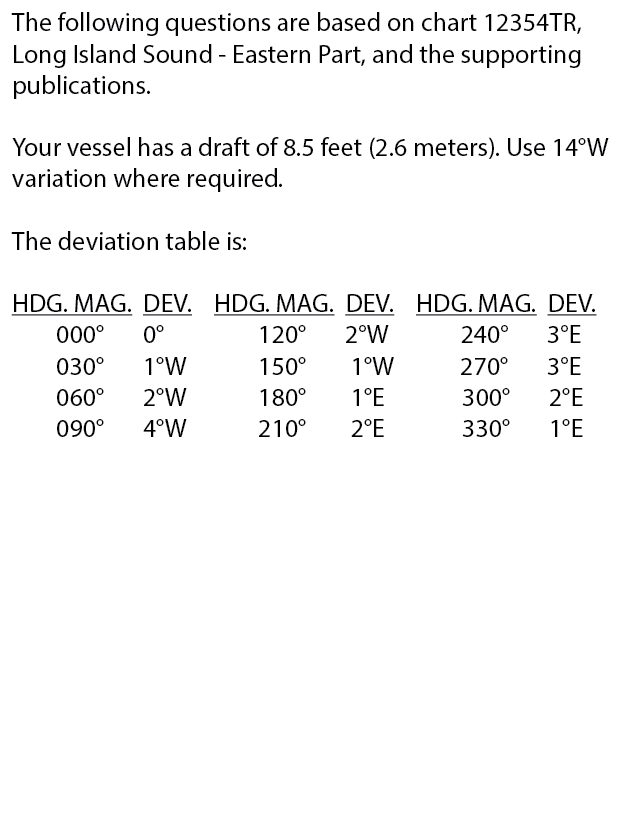 The following questions are based on chart 12354TR,
Long Island Sound - Eastern Part, and the supporting
publications.
Your vessel has a draft of 8.5 feet (2.6 meters). Use 14°W
variation where required.
The deviation table is:
HDG. MAG. DEV. HDG. MAG. DEV. HDG. MAG. DEV.
000° 0° 120° 2°W 240° 3°E
030° 1°W 150° 1°W 270° 3°E
060° 2°W 180° 1°E 300° 2°E
090° 4°W 210° 2°E 330° 1°E